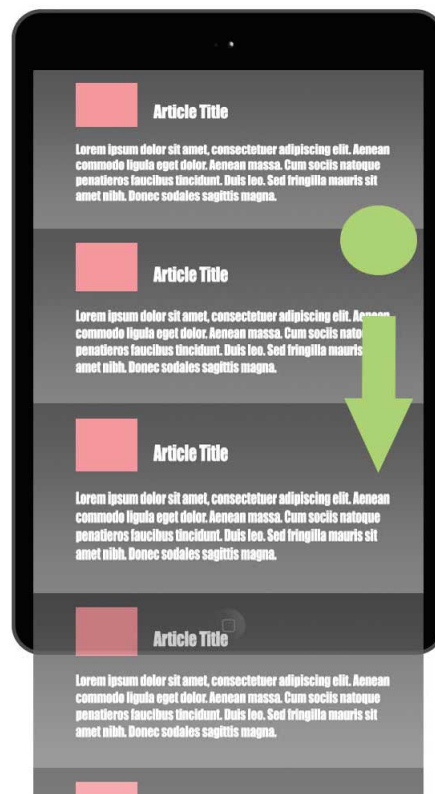 Article Title
Lorem ipsum dolor sit amet, consectetuer adipiscing elit. Aenean
commodo ligula eget dolor. Aenean massa. Cum sociis natoque
penatieros faucibus tincidunt. Duis leo. Sed fringilla mauris sit
amet nibh. Donec sodales sagittis magna.
Article Title
Lorem ipsum dolor sit amet, consectetuer adipiscing elit. Aenean
commodo ligula eget dolor. Aenean massa. Cum sociis nato
penatieros faucibus tincidunt. Duis leo. Sed fringilla mauris
amet nibh. Donec sodales sagittis magna.
Article Title
Lorem ipsum dolor sit amet, consectetuer adipiscing elit. Aenean
commodo ligula eget dolor. Aenean massa. Cum sociis natoque
penatieros faucibus tincidunt. Duis leo. Sed fringilla mauris sit
amet nibh. Donec sodales sagittis magna.
Article Title
Lorem ipsum dolor sit amet, consectetuer adipiscing elit. Aenean
commodo ligula eget dolor. Aenean massa. Cum sociis natoque
penatieros faucibus tincidunt. Duis leo. Sed fringilla mauris sit
amet nibh. Donec sodales sagittis magna.